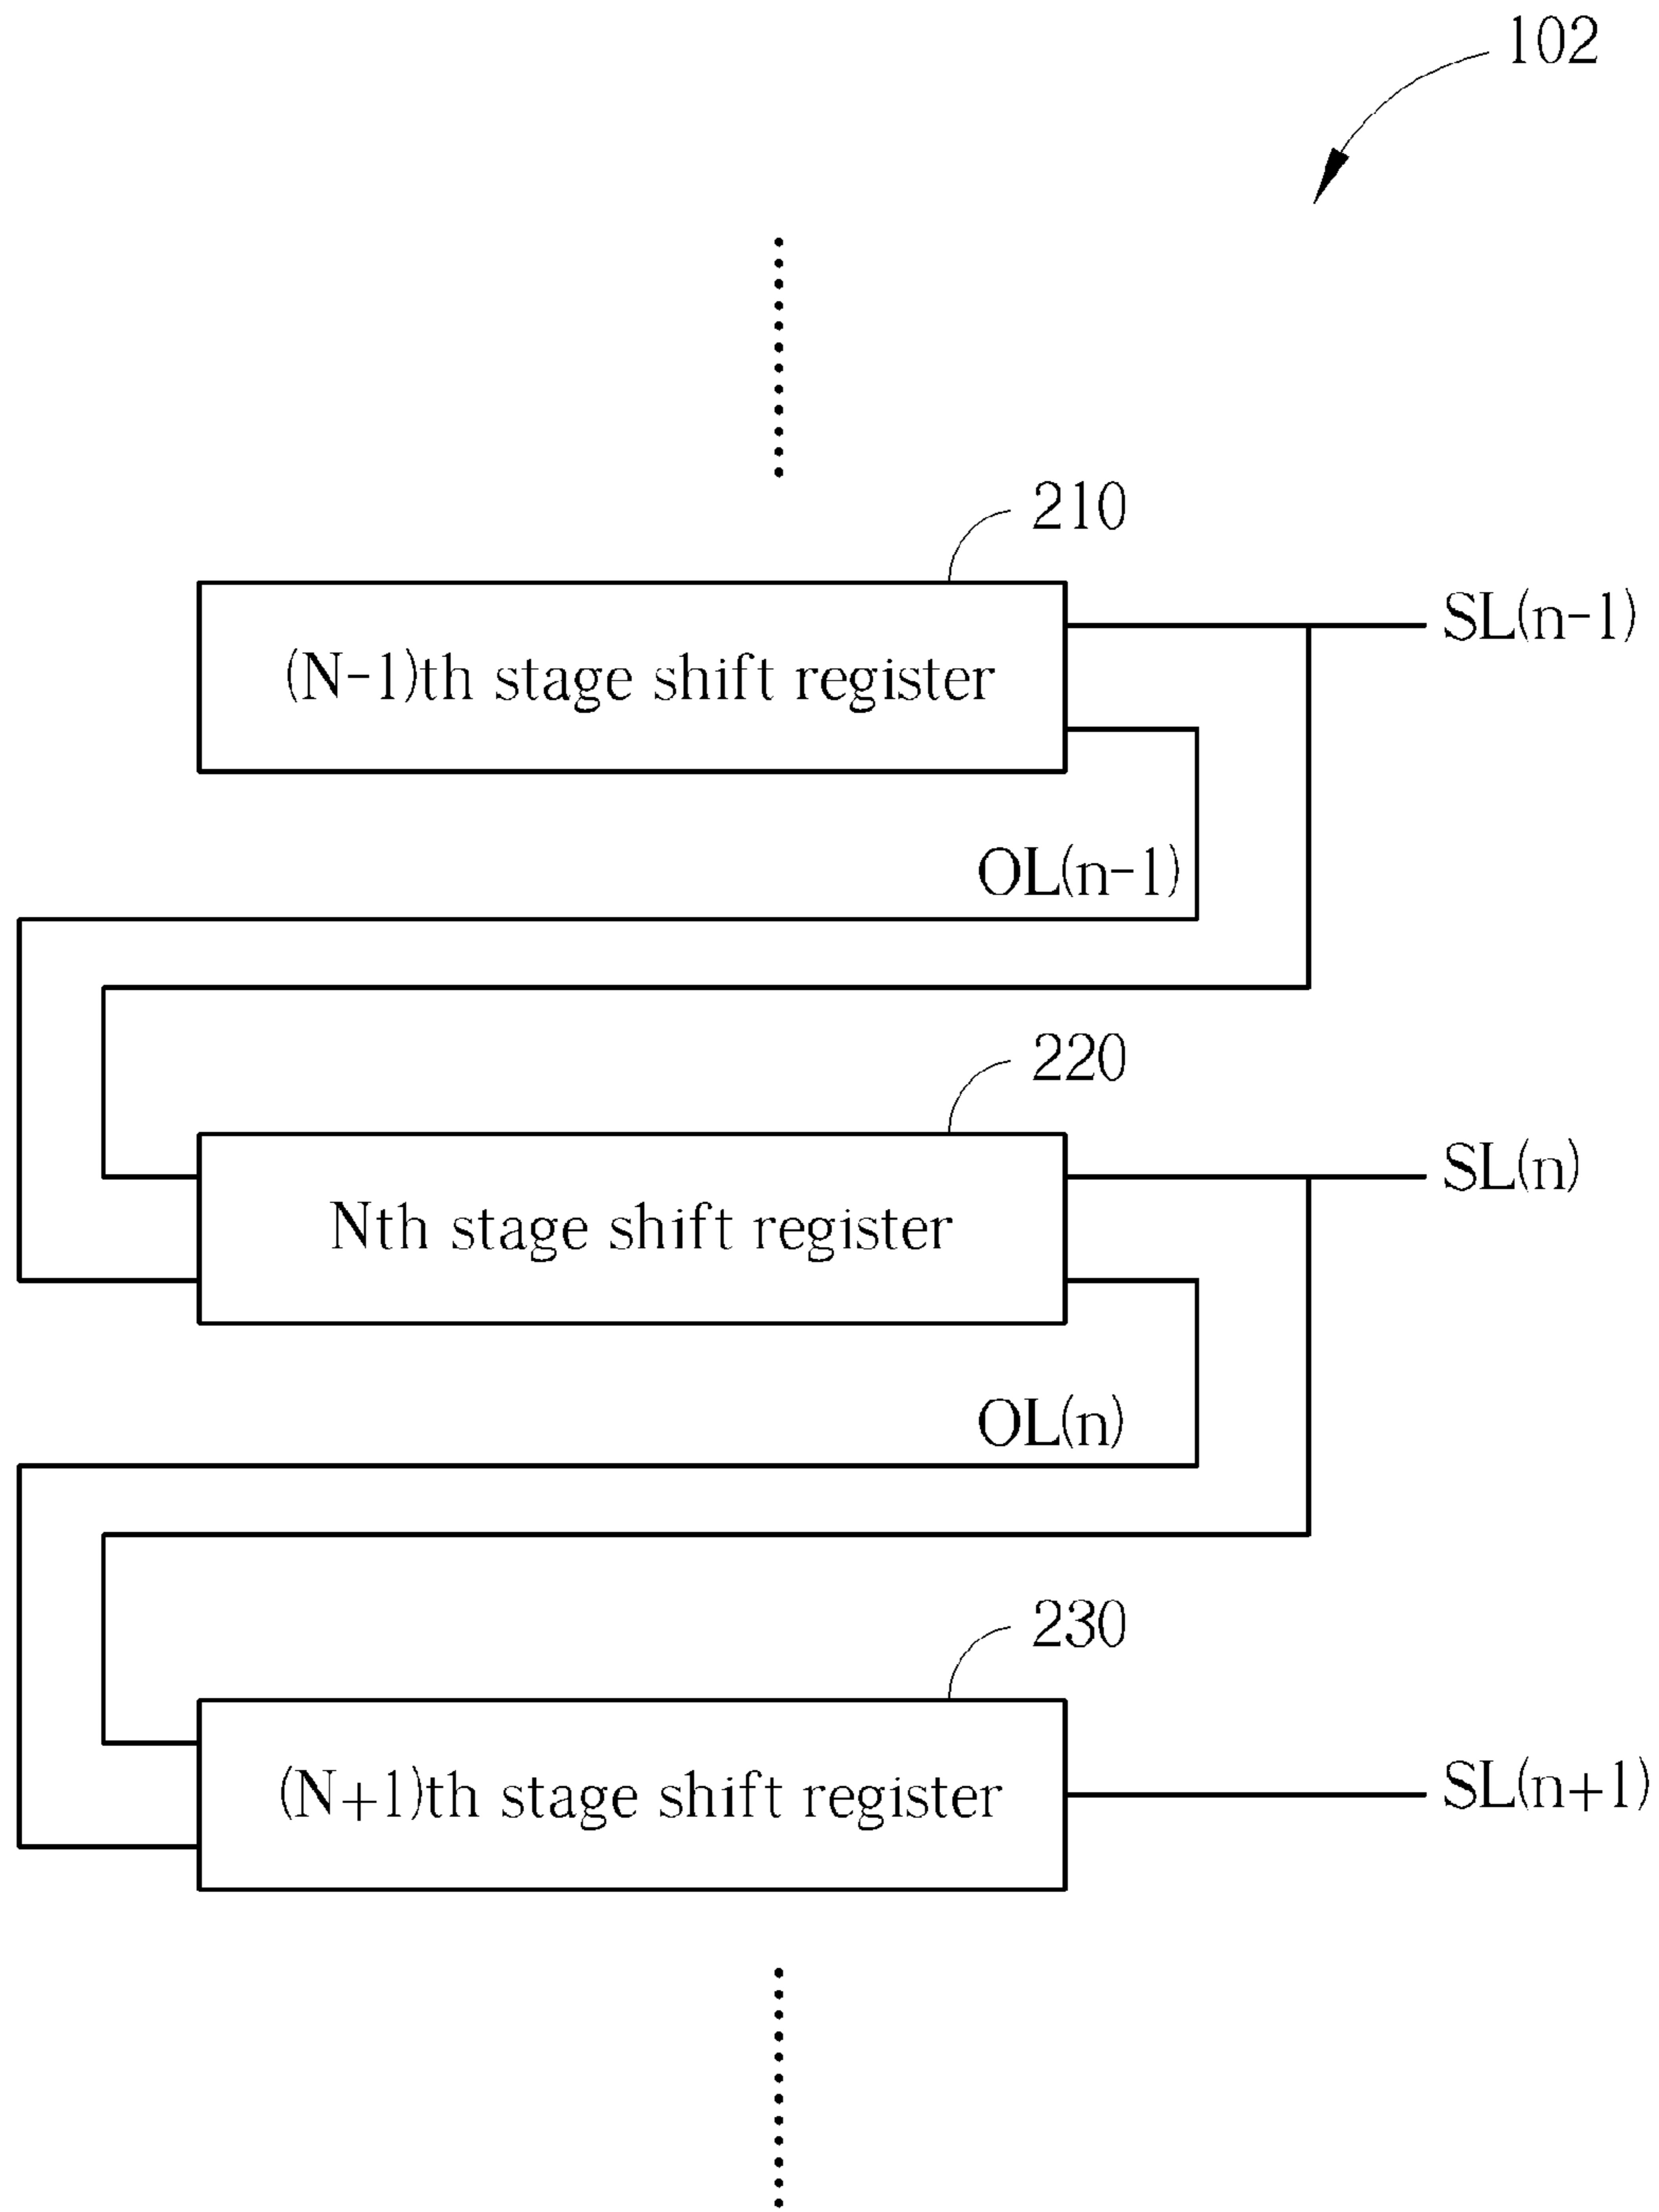 102
210
SL(n-1)
(N-1)th stage shift register
OL(n-1)
220
SL(n)
Nth stage shift register
OL(n)
230
SL(n+1)
(N+1)th stage shift register